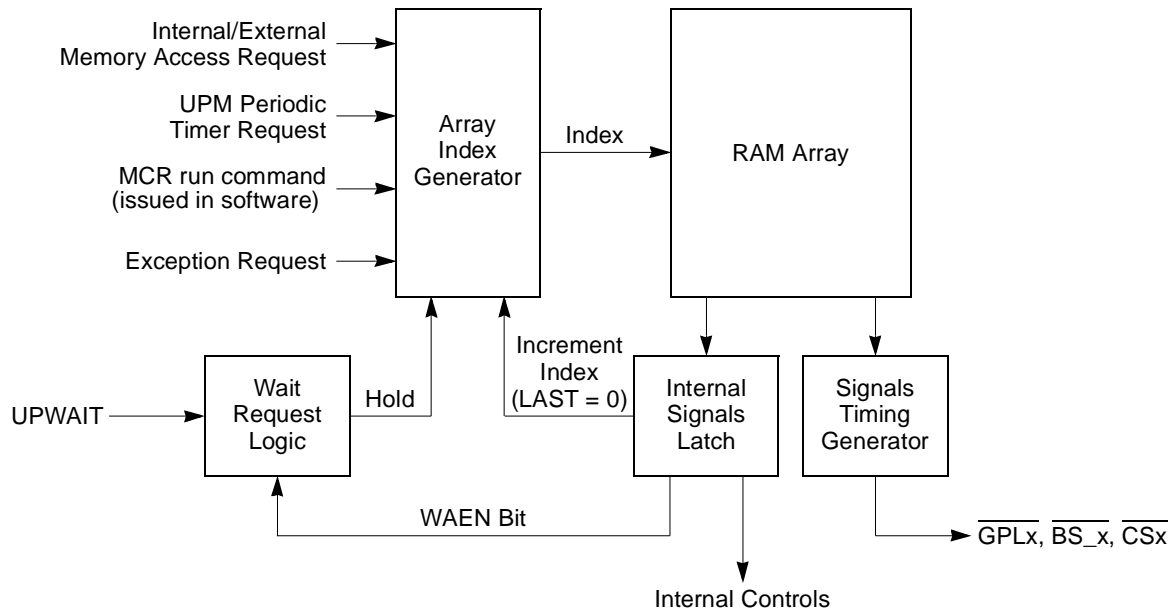 Internal/External
Memory Access Request
UPM Periodic
Timer Request
MCR run command
(issued in software)
Exception Request
Array
Index
Generator
Index
RAM Array
Increment
Index
(LAST = 0)
Wait
Request
Logic
Hold
UPWAIT
Internal
Signals
Latch
Signals
Timing
Generator
WAEN Bit
GPLx, BS_x, CSx
Internal Controls